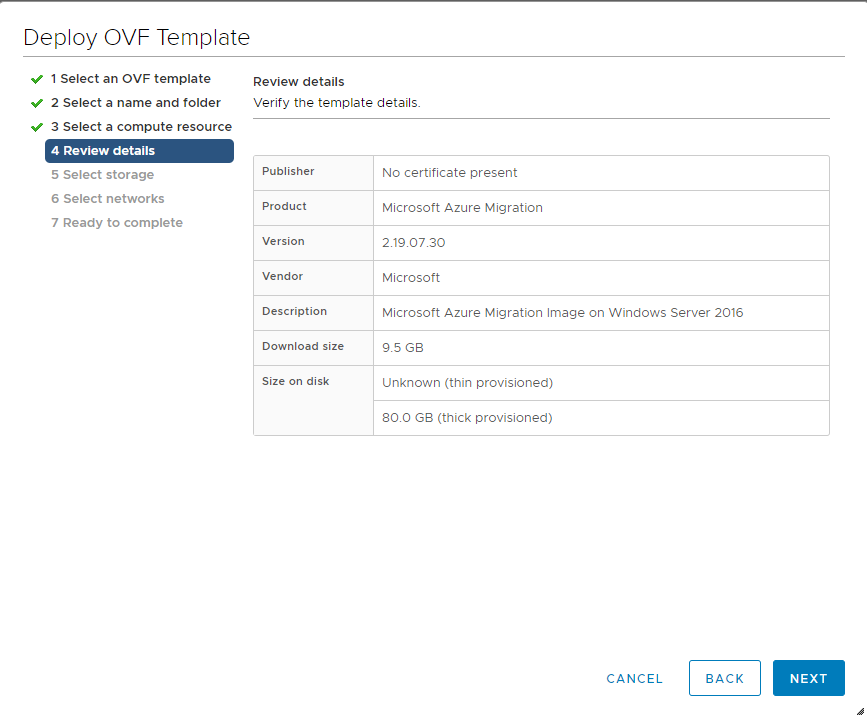 Deploy OVF Template
1 Select an OVF template
2 Select a name and folder
3 Select a compute resource
4 Review details
5 Select storage
6 Select networks
7 Ready to complete
Review details
Verify the template details.
Publisher No certificate present
Product Microsoft Azure Migration
Version 2.19.07.30
Vendor Microsoft
Description Microsoft Azure Migration Image on Windows Server 2016
Download size 9.5 GB
Size on disk Unknown (thin provisioned)
80.0 GB (thick provisioned)
CANCEL BACK NEXT